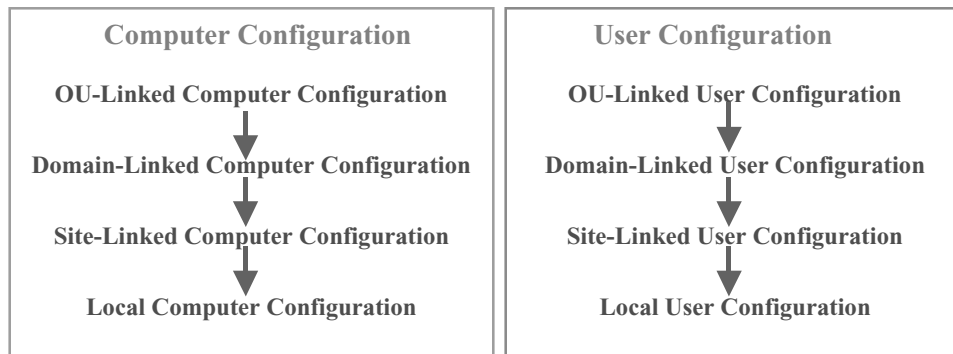 Computer Configuration
OU-Linked Computer Configuration
Domain-Linked Computer Configuration
Site-Linked Computer Configuration
Local Computer Configuration
User Configuration
OU-Linked User Configuration
Domain-Linked User Configuration
Site-Linked User Configuration
Local User Configuration